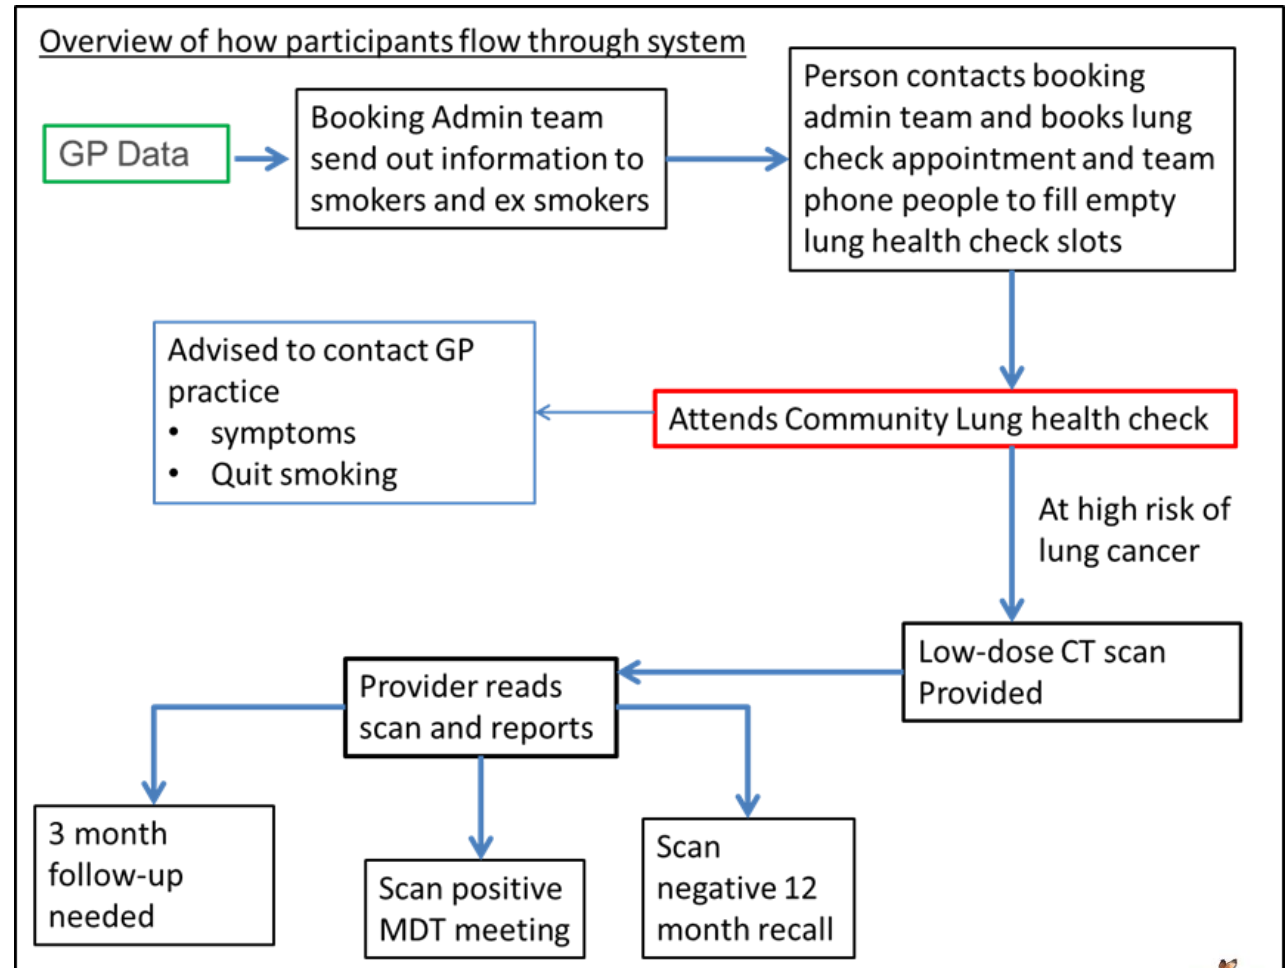 Overview of how participants flow through system
GP Data
Booking Admin team
send out information to
smokers and ex smokers
Person contacts booking
admin team and books lung
check appointment and team
phone people to fill empty
lung health check slots
Advised to contact GP
practice
• symptoms
• Quit smoking
Attends Community Lung health check
At high risk of
lung cancer
Low-dose CT scan
Provided
Provider reads
scan and reports
3 month
follow-up
needed
Scan positive
MDT meeting
Scan
negative 12
month recall